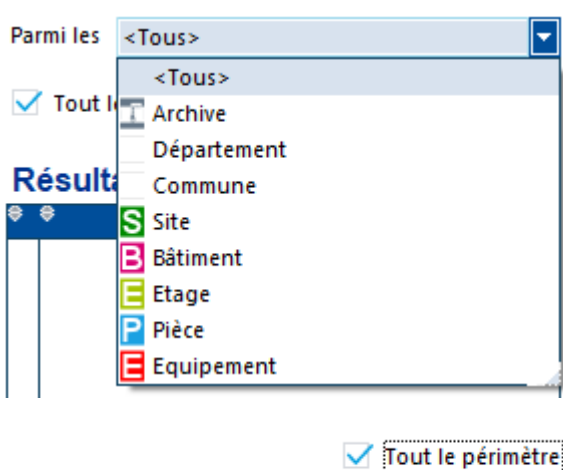 Parmi les <Tous>
<Tous>
Tout l
Archive
Département
Résulta
Commune
S Site
B Bâtiment
E Etage
P Pièce
E Equipement
Tout le périmètre